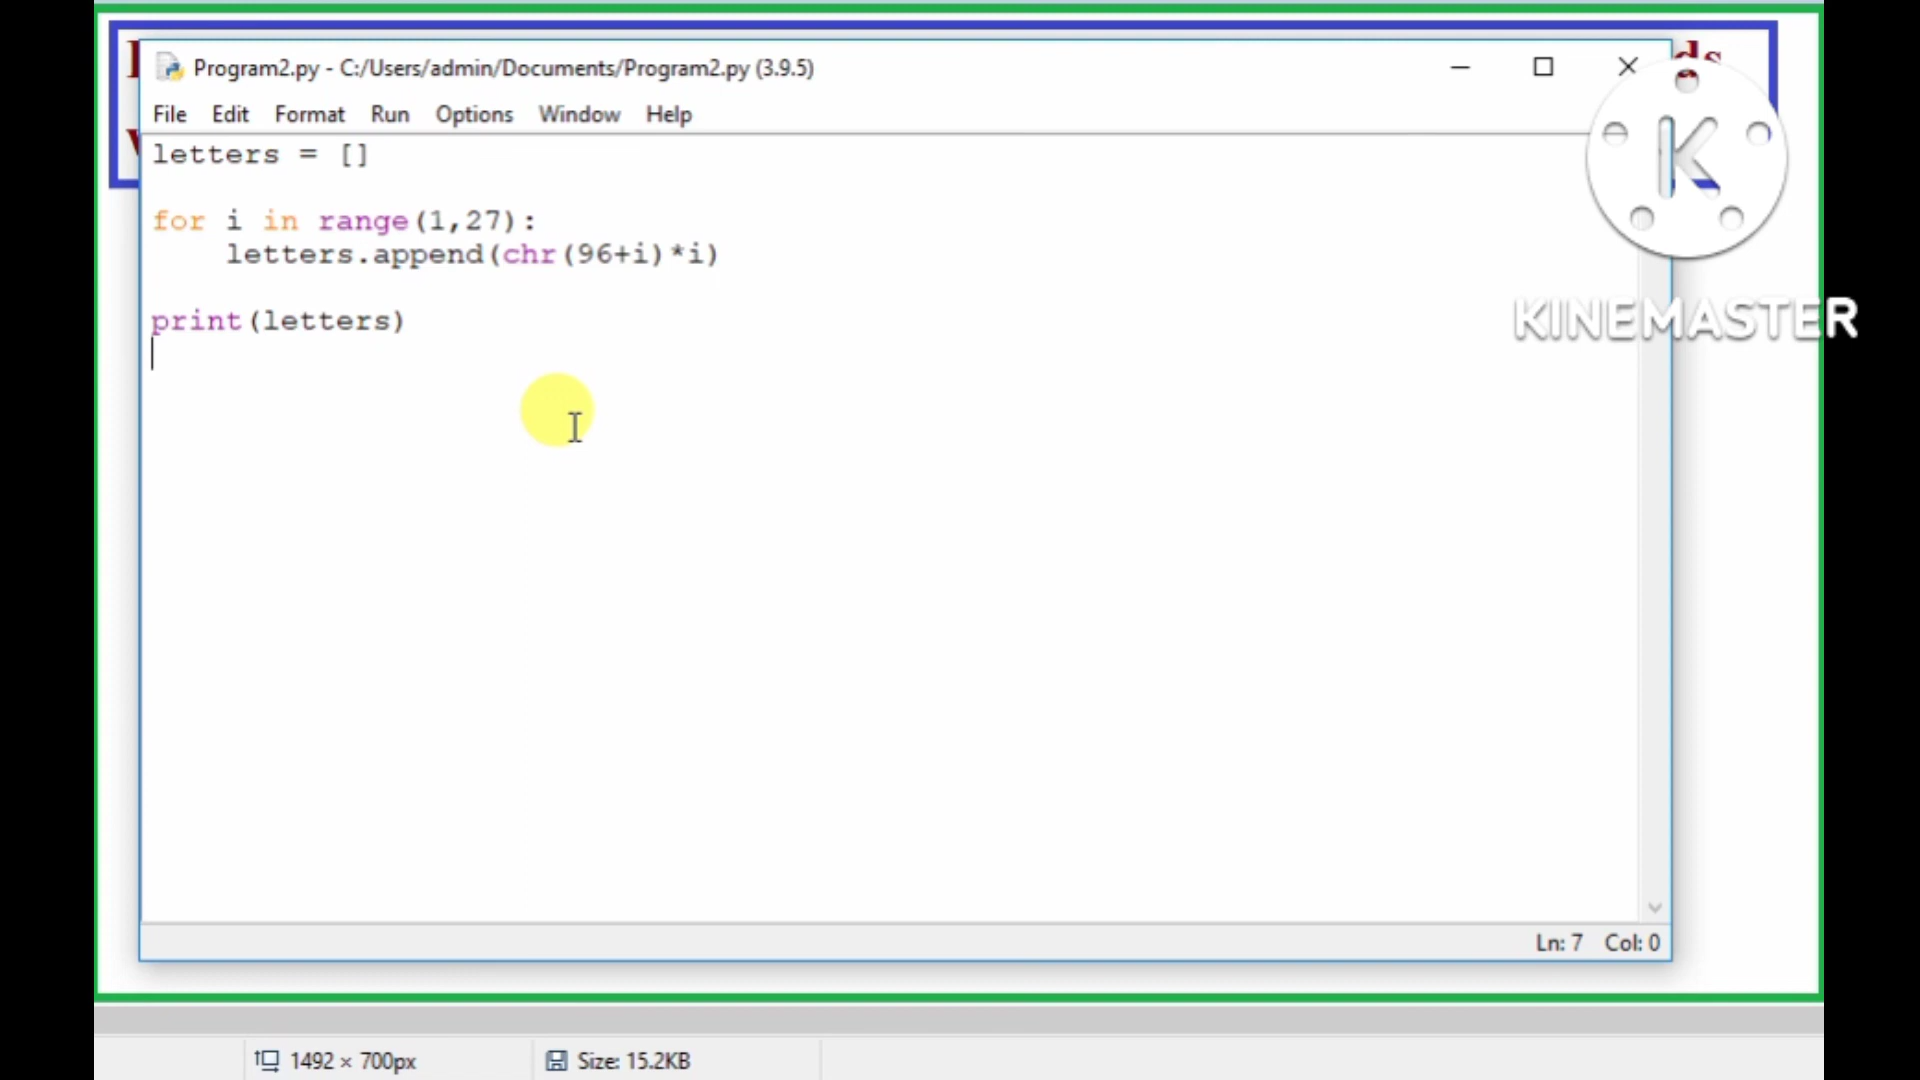 Program2.py - C:/Users/admin/Documents/Program2.py (3.9.5)
File Edit Format Run Options Window Help
letters = []
for i in range(1,27):
    letters.append(chr(96+i)*i)
print(letters)
K
KINEMASTER
Ln: 7 Col: 0
1492 × 700px Size: 15.2KB